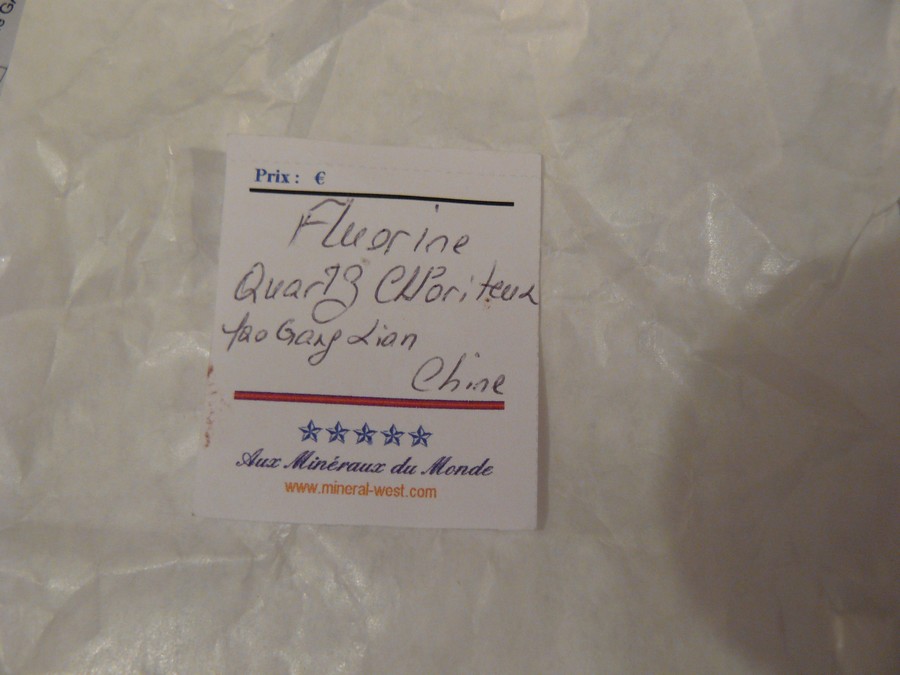 Prix : €
Fluorine
Quartz Chloriteux
Yao Gang Xian
Chine
Aux Minéraux du Monde
www.mineral-west.com